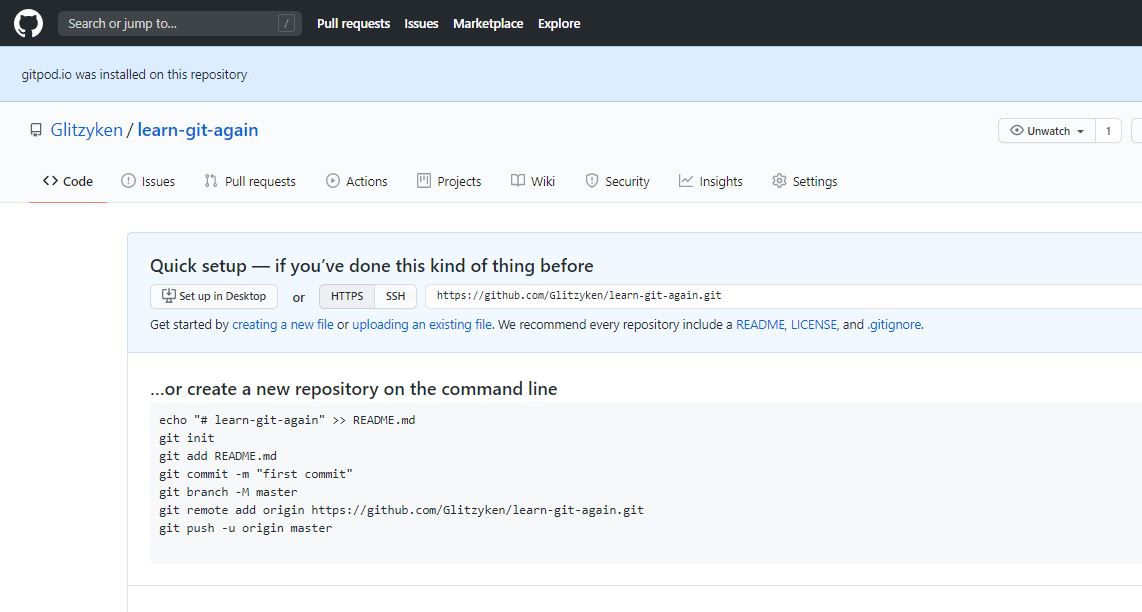 Search or jump to... /
Pull requests Issues Marketplace Explore
gitpod.io was installed on this repository
Glitzyken / learn-git-again
Unwatch 1
Code Issues Pull requests Actions Projects Wiki Security Insights Settings
Quick setup — if you’ve done this kind of thing before
Set up in Desktop or HTTPS SSH https://github.com/Glitzyken/learn-git-again.git
Get started by creating a new file or uploading an existing file. We recommend every repository include a README, LICENSE, and .gitignore.
…or create a new repository on the command line
echo "# learn-git-again" >> README.md
git init
git add README.md
git commit -m "first commit"
git branch -M master
git remote add origin https://github.com/Glitzyken/learn-git-again.git
git push -u origin master